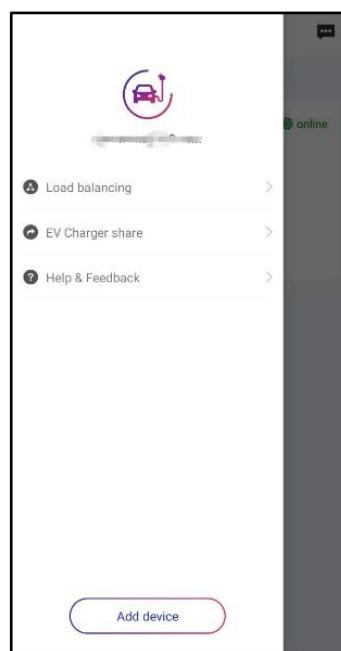 online
Load balancing
EV Charger share
Help & Feedback
Add device